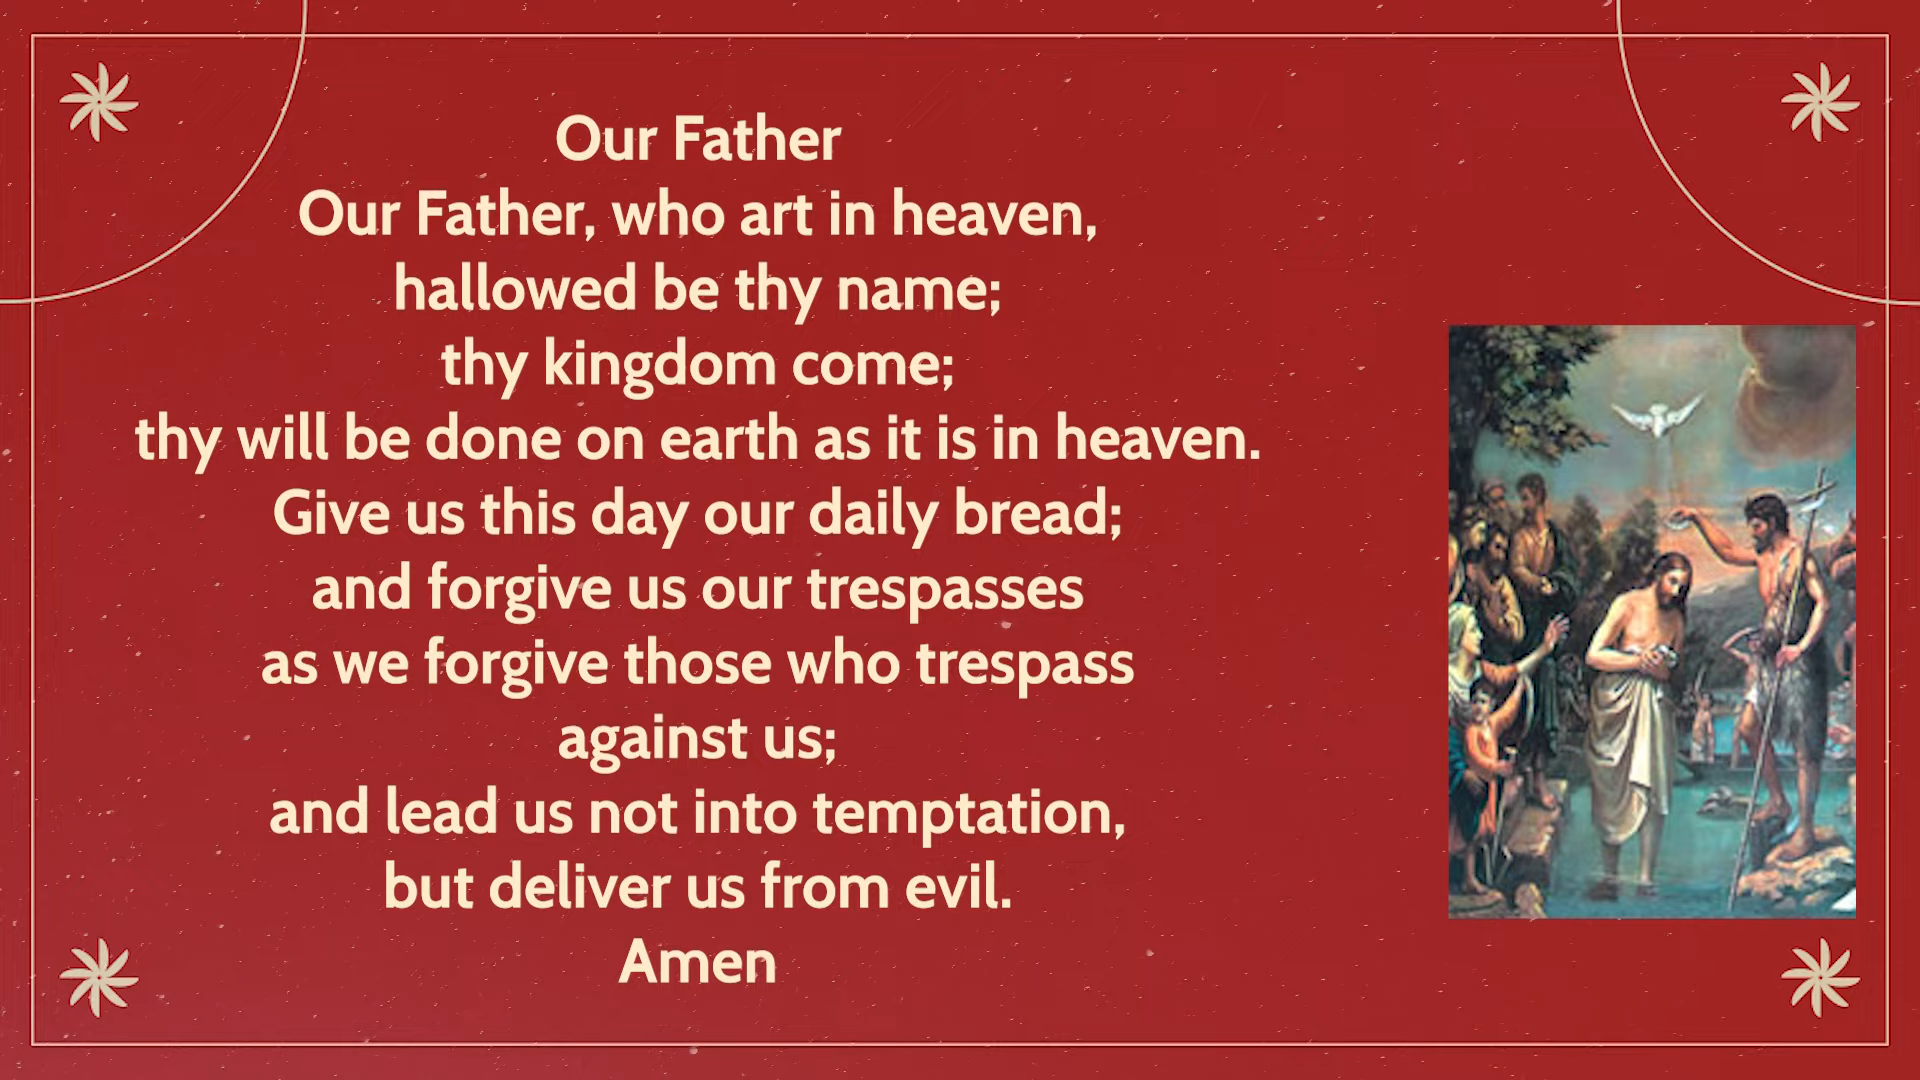 Our Father
Our Father, who art in heaven,
hallowed be thy name;
thy kingdom come;
thy will be done on earth as it is in heaven.
Give us this day our daily bread;
and forgive us our trespasses
as we forgive those who trespass
against us;
and lead us not into temptation,
but deliver us from evil.
Amen